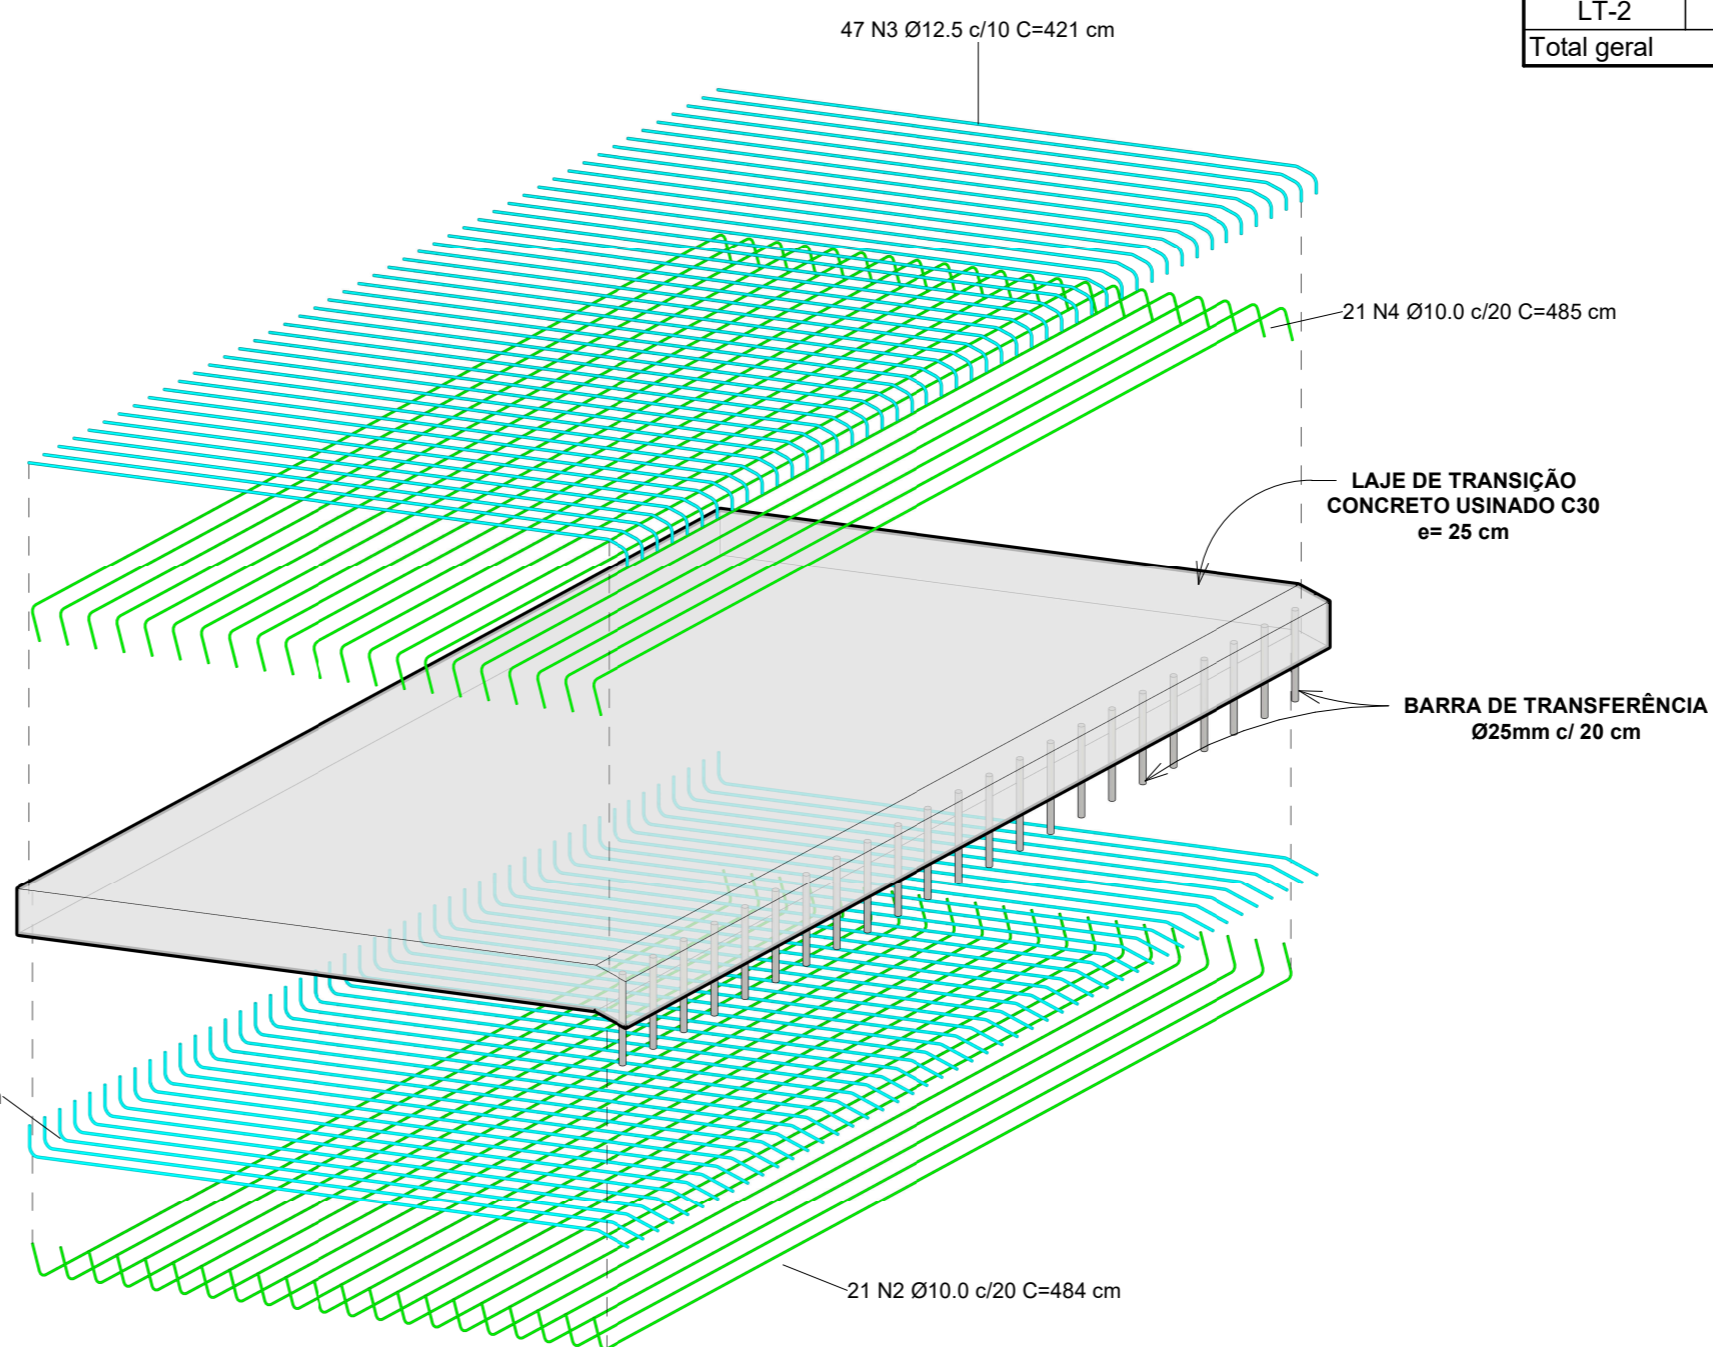 LT-2
Total geral
47 N3 Ø12.5 c/10 C=421 cm
21 N4 Ø10.0 c/20 C=485 cm
LAJE DE TRANSIÇÃO
CONCRETO USINADO C30
e= 25 cm
BARRA DE TRANSFERÊNCIA
Ø25mm c/ 20 cm
21 N2 Ø10.0 c/20 C=484 cm